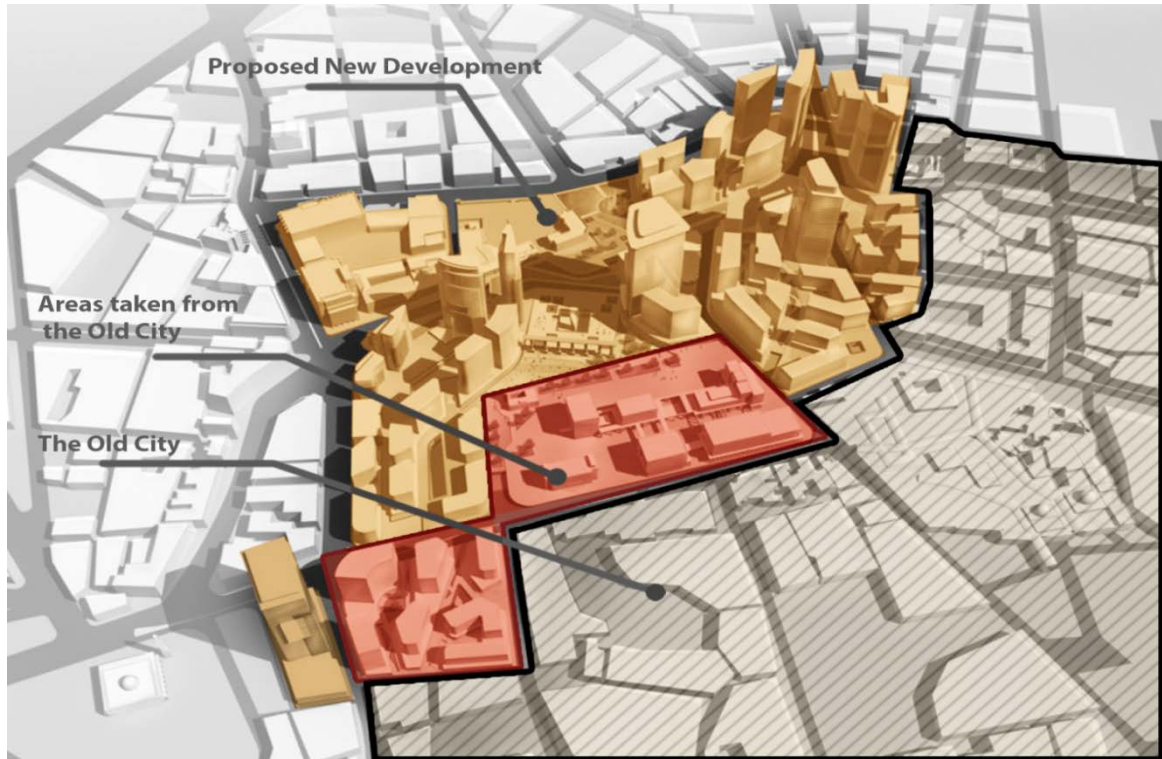 Proposed New Development
Areas taken from
the Old City
The Old City